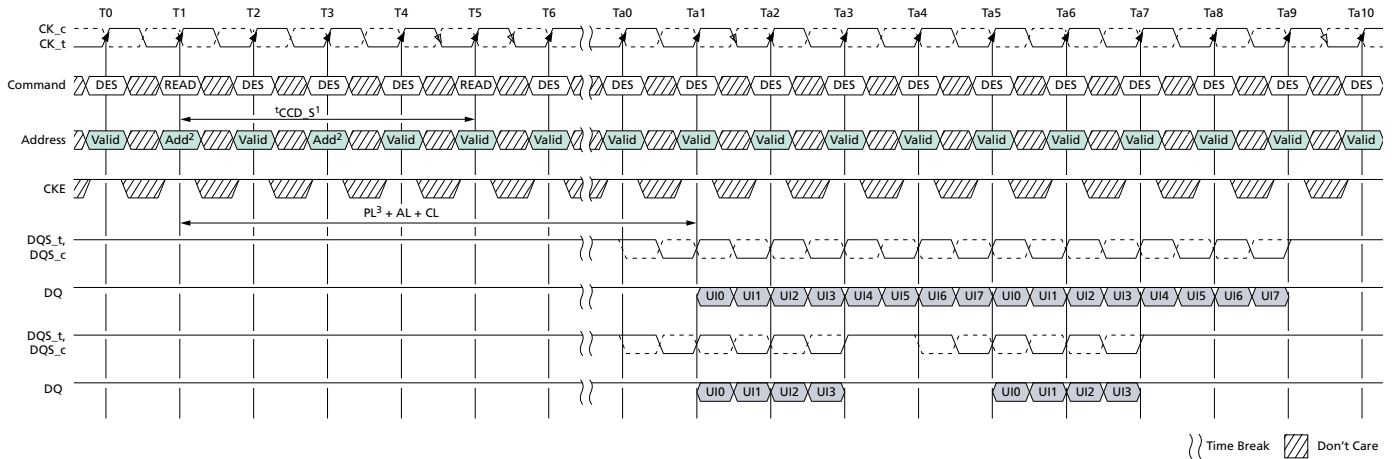 T0 T1 T2 T3 T4 T5 T6 Ta0 Ta1 Ta2 Ta3 Ta4 Ta5 Ta6 Ta7 Ta8 Ta9 Ta10
CK_c
CK_t
Command DES READ DES DES DES READ DES DES DES DES DES DES DES DES DES DES DES DES
tCCD_S1
Address Valid Add2 Valid Add2 Valid Valid Valid Valid Valid Valid Valid Valid Valid Valid Valid Valid Valid Valid
CKE
PL3 + AL + CL
DQS_t,
DQS_c
DQ UI0 UI1 UI2 UI3 UI4 UI5 UI6 UI7 UI0 UI1 UI2 UI3 UI4 UI5 UI6 UI7
DQS_t,
DQS_c
DQ UI0 UI1 UI2 UI3 UI0 UI1 UI2 UI3
Time Break Don't Care